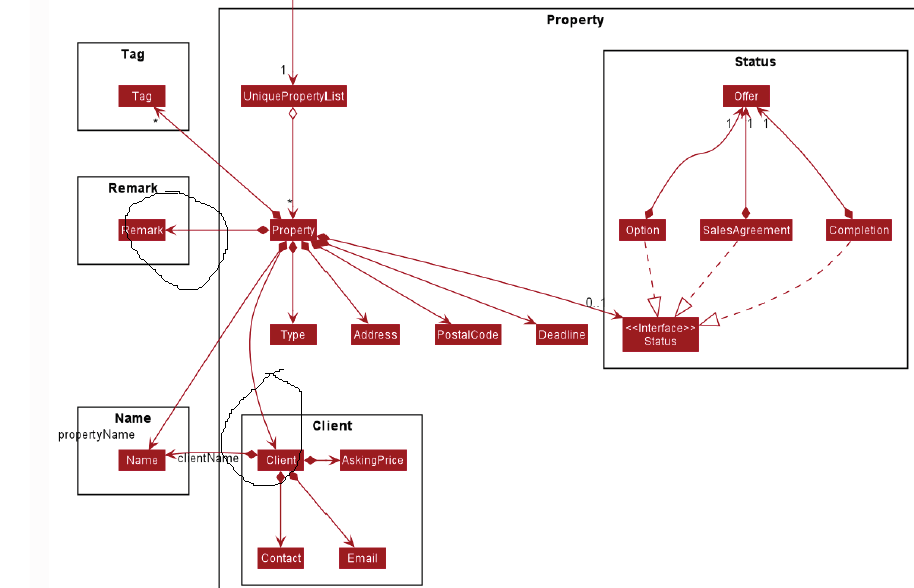 Property
Tag
Status
Tag
1
UniquePropertyList
Offer
*
1
1
1
Remark
*
Remark
Property
Option
SalesAgreement
Completion
0..1
Type
Address
PostalCode
Deadline
<<Interface>>
Status
Name
Client
propertyName
Name
clientName
Client
AskingPrice
Contact
Email